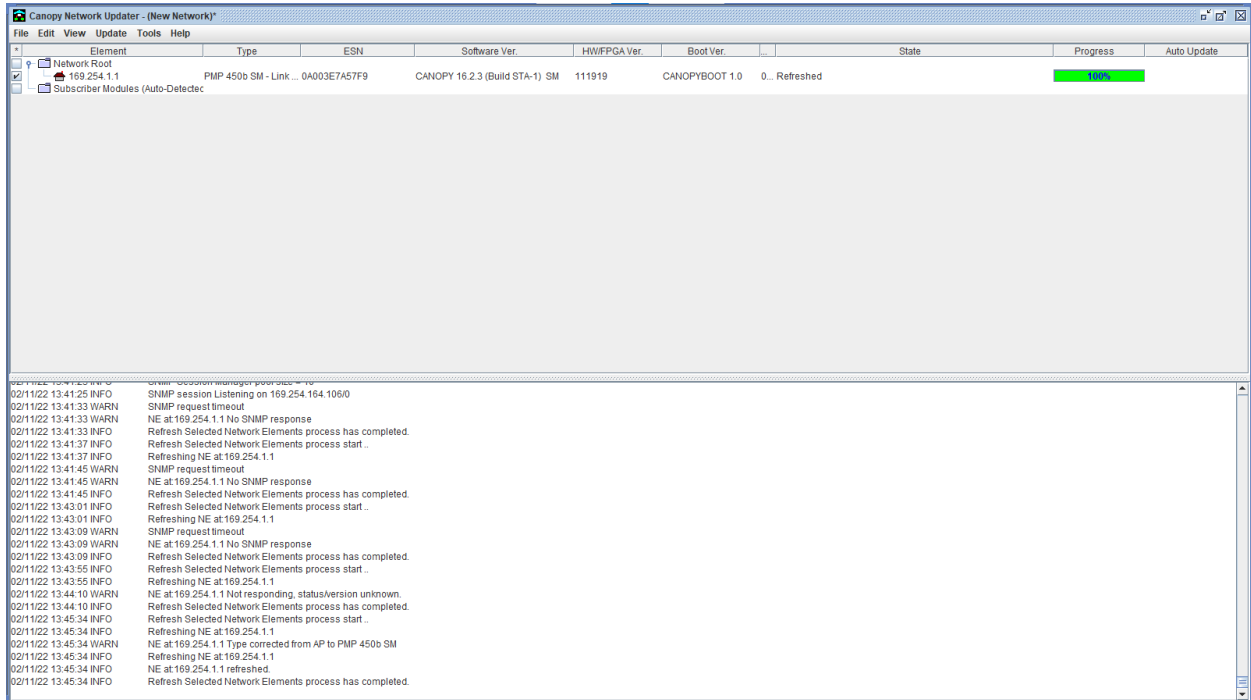 Canopy Network Updater - (New Network)*
File Edit View Update Tools Help
* Element Type ESN Software Ver. HW/FPGA Ver. Boot Ver. ... State Progress Auto Update
Network Root
169.254.1.1 PMP 450b SM - Link ... 0A003E7A57F9 CANOPY 16.2.3 (Build STA-1) SM 111919 CANOPYBOOT 1.0 0... Refreshed 100%
Subscriber Modules (Auto-Detected
02/11/22 13:41:25 INFO SNMP Session Manager pool size = 10
02/11/22 13:41:25 INFO SNMP session Listening on 169.254.164.106/0
02/11/22 13:41:33 WARN SNMP request timeout
02/11/22 13:41:33 WARN NE at:169.254.1.1 No SNMP response
02/11/22 13:41:33 INFO Refresh Selected Network Elements process has completed.
02/11/22 13:41:37 INFO Refresh Selected Network Elements process start ..
02/11/22 13:41:37 INFO Refreshing NE at:169.254.1.1
02/11/22 13:41:45 WARN SNMP request timeout
02/11/22 13:41:45 WARN NE at:169.254.1.1 No SNMP response
02/11/22 13:41:45 INFO Refresh Selected Network Elements process has completed.
02/11/22 13:43:01 INFO Refresh Selected Network Elements process start ..
02/11/22 13:43:01 INFO Refreshing NE at:169.254.1.1
02/11/22 13:43:09 WARN SNMP request timeout
02/11/22 13:43:09 WARN NE at:169.254.1.1 No SNMP response
02/11/22 13:43:09 INFO Refresh Selected Network Elements process has completed.
02/11/22 13:43:55 INFO Refresh Selected Network Elements process start ..
02/11/22 13:43:55 INFO Refreshing NE at:169.254.1.1
02/11/22 13:44:10 WARN NE at:169.254.1.1 Not responding, status/version unknown.
02/11/22 13:44:10 INFO Refresh Selected Network Elements process has completed.
02/11/22 13:45:34 INFO Refresh Selected Network Elements process start ..
02/11/22 13:45:34 INFO Refreshing NE at:169.254.1.1
02/11/22 13:45:34 WARN NE at:169.254.1.1 Type corrected from AP to PMP 450b SM
02/11/22 13:45:34 INFO Refreshing NE at:169.254.1.1
02/11/22 13:45:34 INFO NE at:169.254.1.1 refreshed.
02/11/22 13:45:34 INFO Refresh Selected Network Elements process has completed.